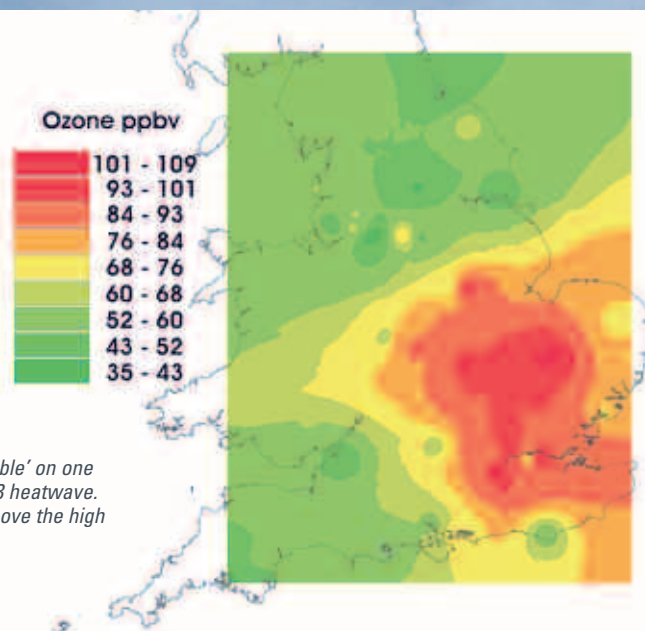 Ozone ppbv
101 - 109
93 - 101
84 - 93
76 - 84
68 - 76
60 - 68
52 - 60
43 - 52
35 - 43
ble’ on one
heatwave.
ove the high